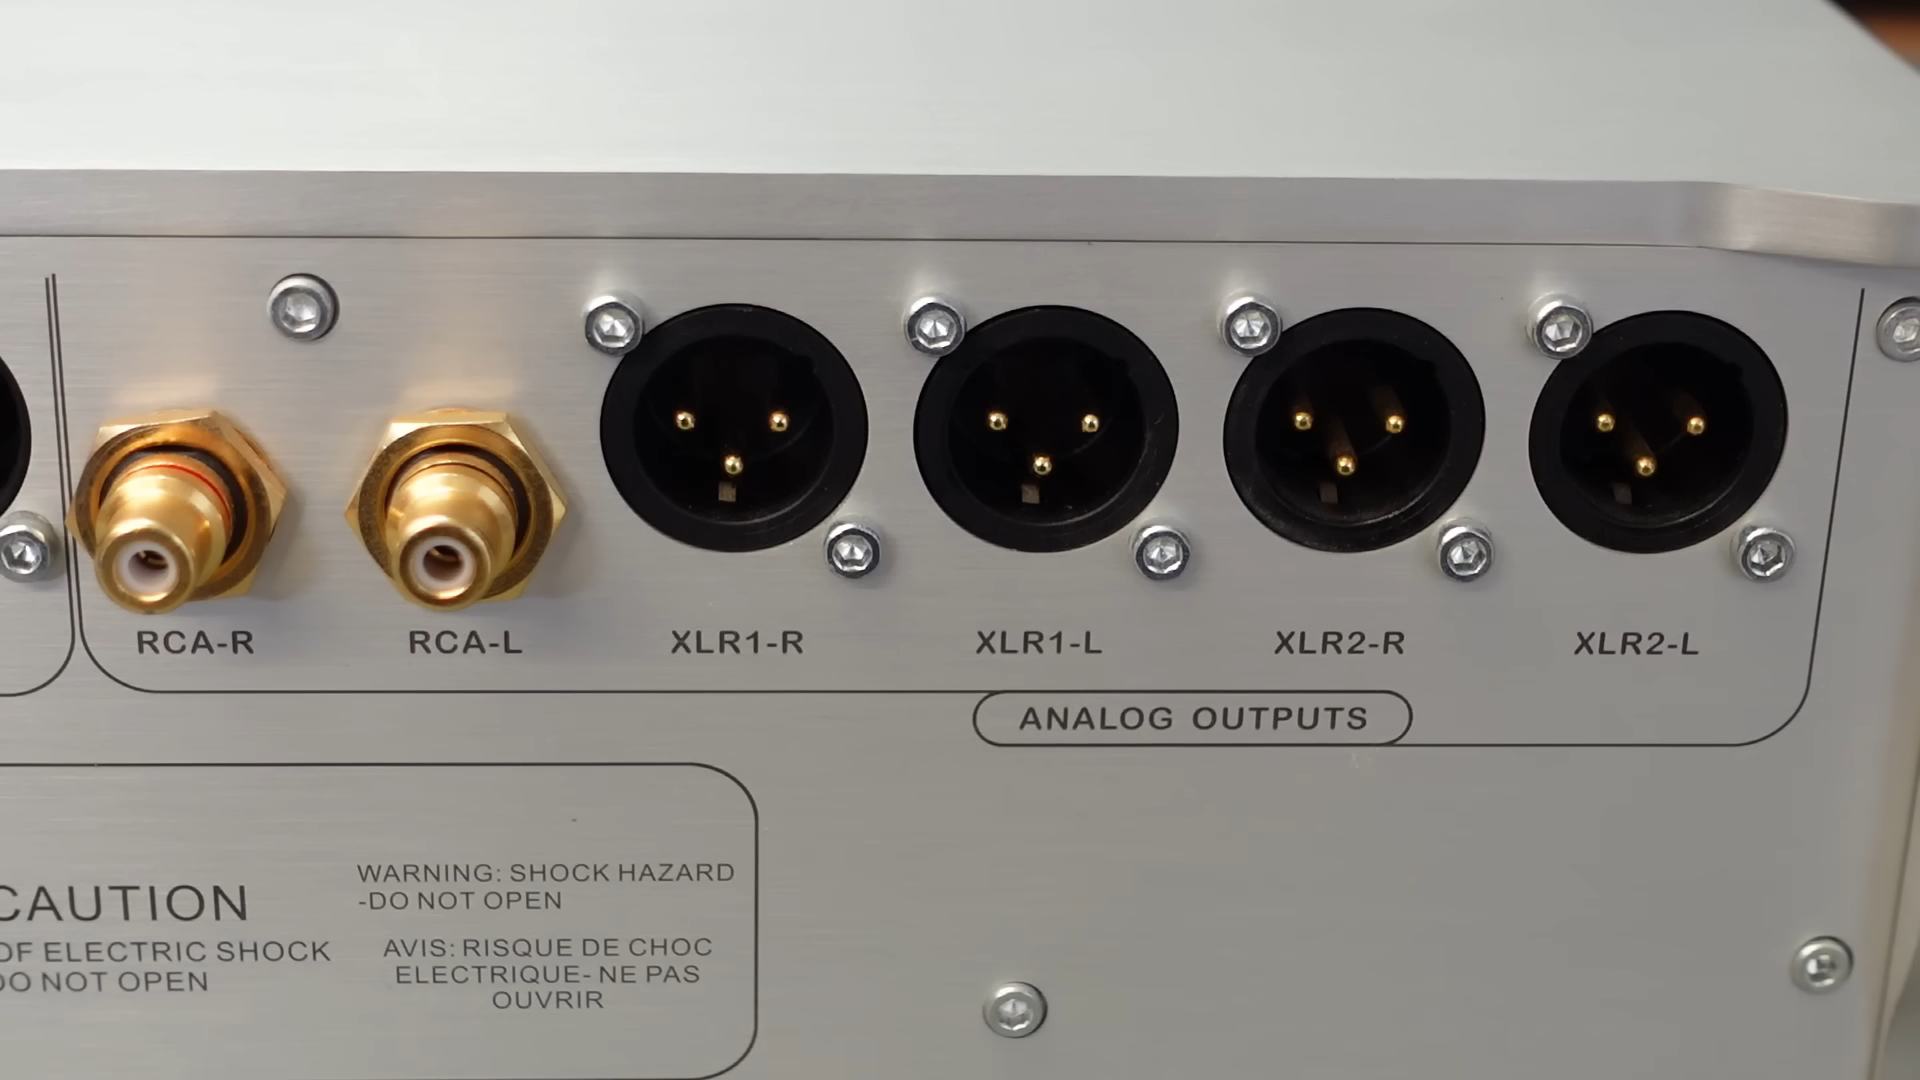 RCA-R RCA-L XLR1-R XLR1-L XLR2-R XLR2-L
ANALOG OUTPUTS
CAUTION
OF ELECTRIC SHOCK
DO NOT OPEN
WARNING: SHOCK HAZARD
-DO NOT OPEN
AVIS: RISQUE DE CHOC
ELECTRIQUE- NE PAS
OUVRIR